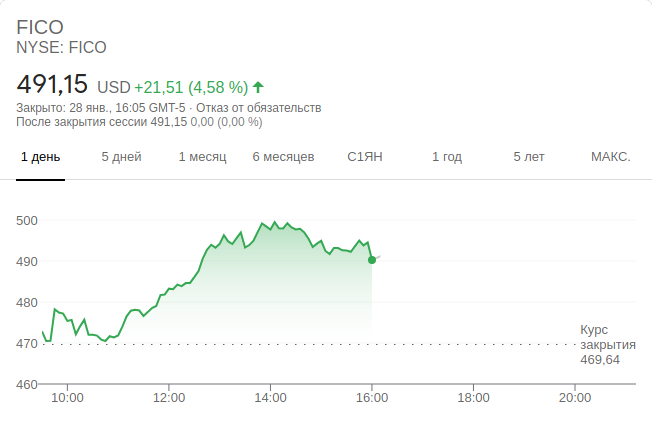 FICO
NYSE: FICO
491,15 USD +21,51 (4,58 %)
Закрыто: 28 янв., 16:05 GMT-5 · Отказ от обязательств
После закрытия сессии 491,15 0,00 (0,00 %)
1 день 5 дней 1 месяц 6 месяцев С1ЯН 1 год 5 лет МАКС.
500
490
480
470
460
Курс
закрытия
469,64
10:00 12:00 14:00 16:00 18:00 20:00